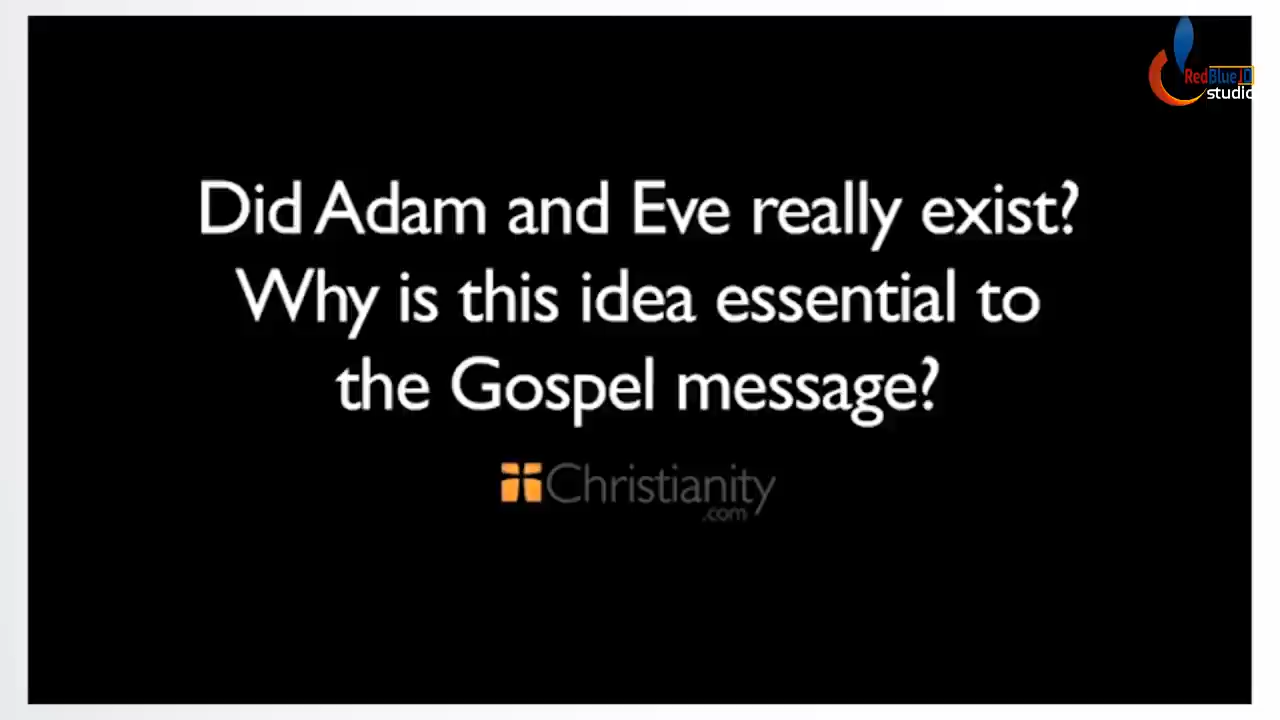 RedBlue ID
studio
Did Adam and Eve really exist?
Why is this idea essential to
the Gospel message?
Christianity
.com